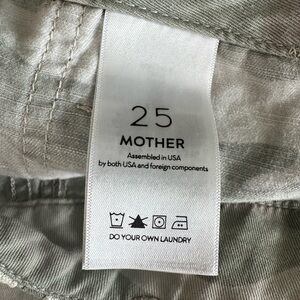 25
MOTHER
Assembled in USA
by both USA and foreign components
DO YOUR OWN LAUNDRY